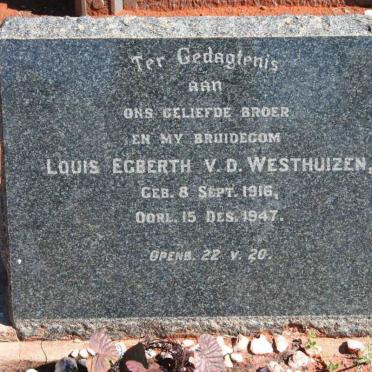 Ter Gedagtenis
aan
ons geliefde broer
en my bruidegom
Louis Egberth v.d. Westhuizen,
Geb. 8 Sept. 1916,
Oorl. 15 Des. 1947.
Openb. 22 v. 20.